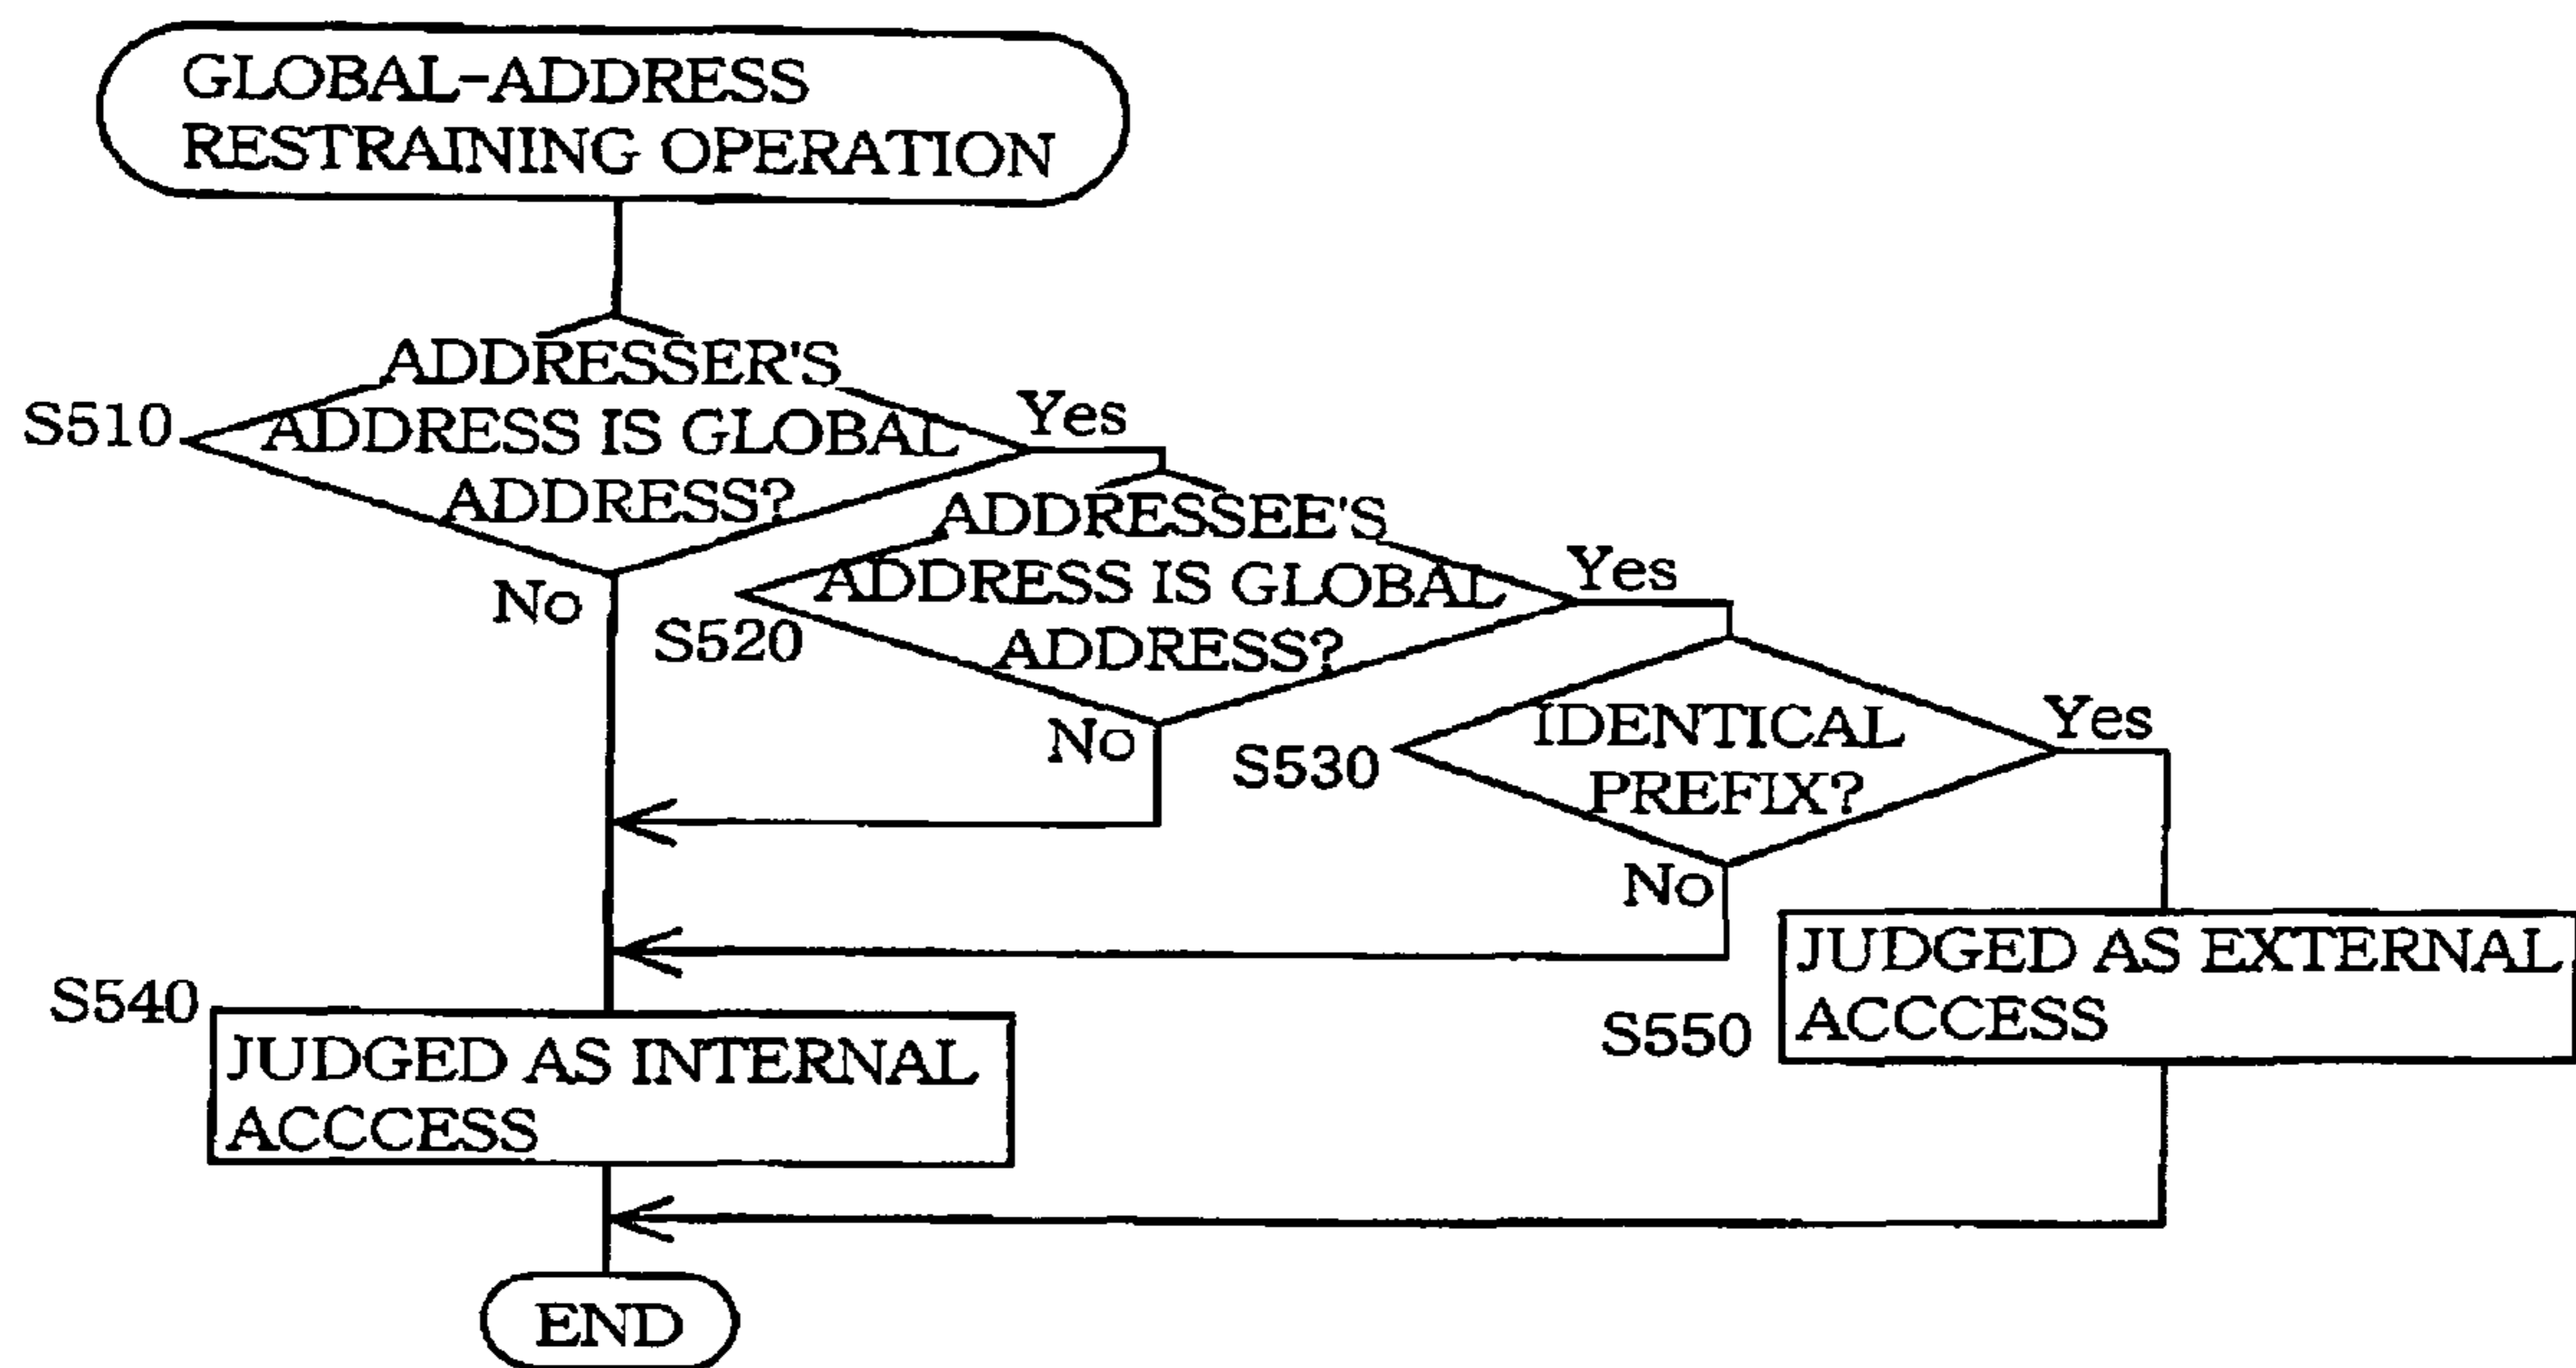 GLOBAL-ADDRESS
RESTRAINING OPERATION
S510
ADDRESSER'S
ADDRESS IS GLOBAL
ADDRESS?
Yes
No
S520
ADDRESSEE'S
ADDRESS IS GLOBAL
ADDRESS?
Yes
No
S530
IDENTICAL
PREFIX?
Yes
No
S540
JUDGED AS INTERNAL
ACCCESS
S550
JUDGED AS EXTERNAL
ACCCESS
END